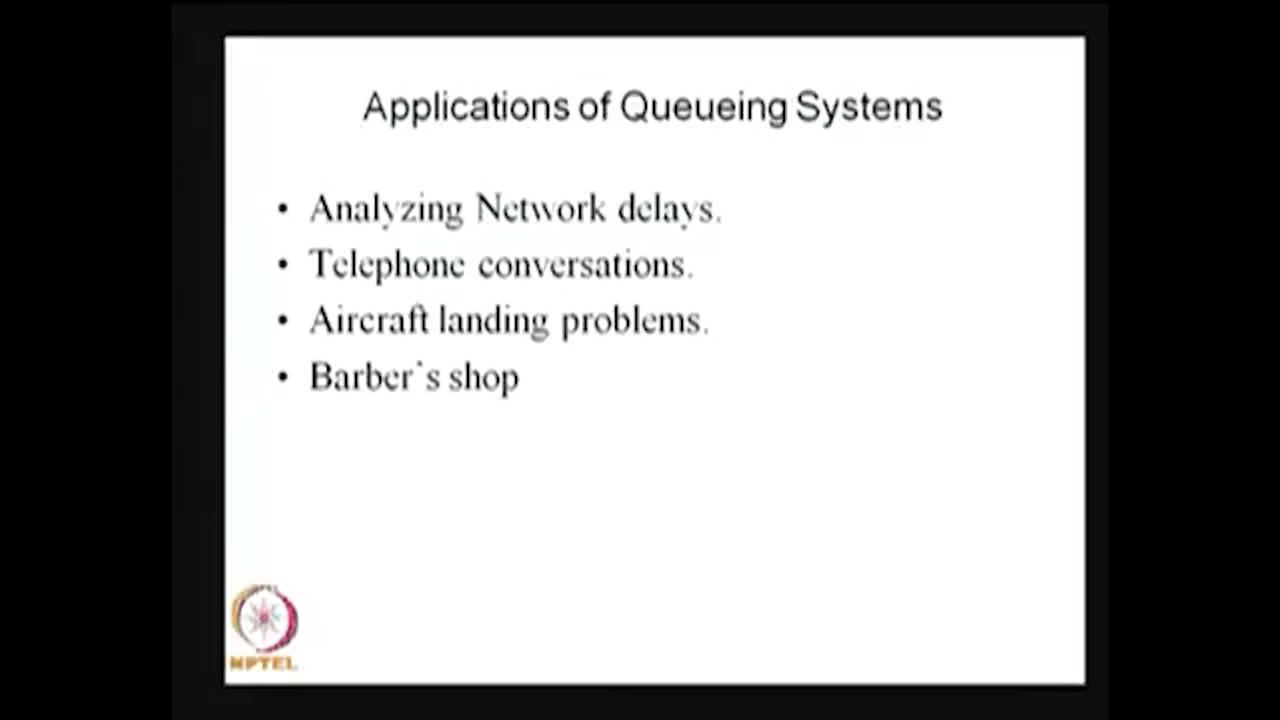 Applications of Queueing Systems
• Analyzing Network delays.
• Telephone conversations.
• Aircraft landing problems.
• Barber`s shop
NPTEL